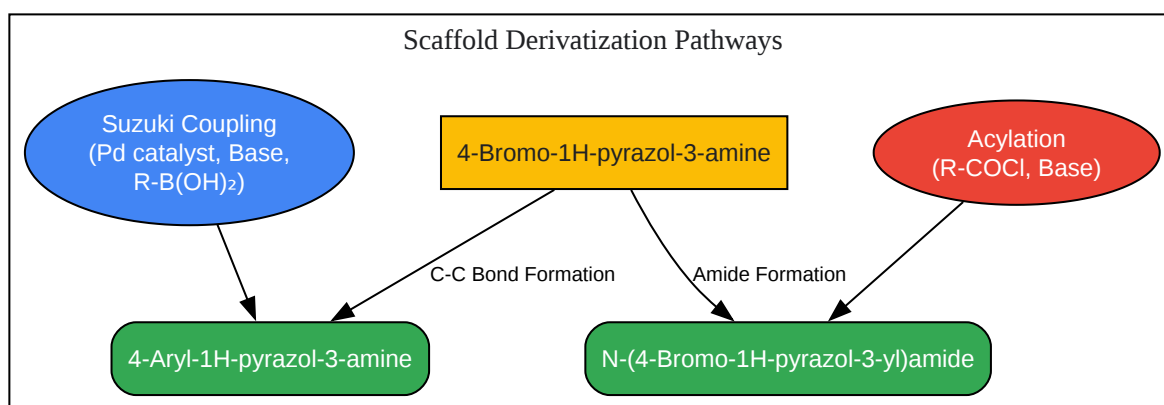 Scaffold Derivatization Pathways
Suzuki Coupling
(Pd catalyst, Base,
R-B(OH)₂)
4-Bromo-1H-pyrazol-3-amine
Acylation
(R-COCl, Base)
C-C Bond Formation
Amide Formation
4-Aryl-1H-pyrazol-3-amine
N-(4-Bromo-1H-pyrazol-3-yl)amide